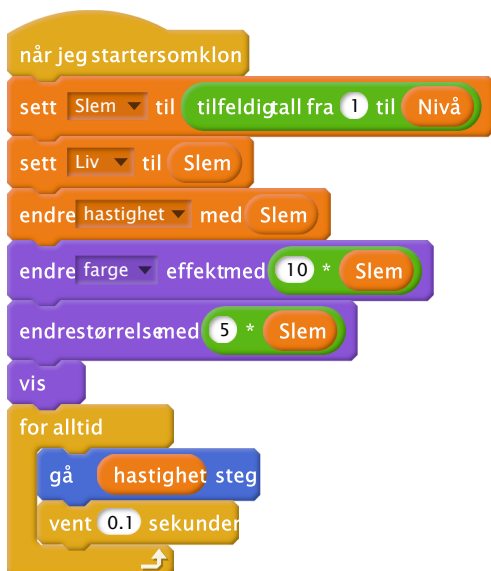 når jeg startersomklon
sett Slem til tilfeldigtall fra 1 til Nivå
sett Liv til Slem
endre hastighet med Slem
endre farge effektmed 10 * Slem
endrestørrelsemed 5 * Slem
vis
for alltid
gå hastighet steg
vent 0.1 sekunder